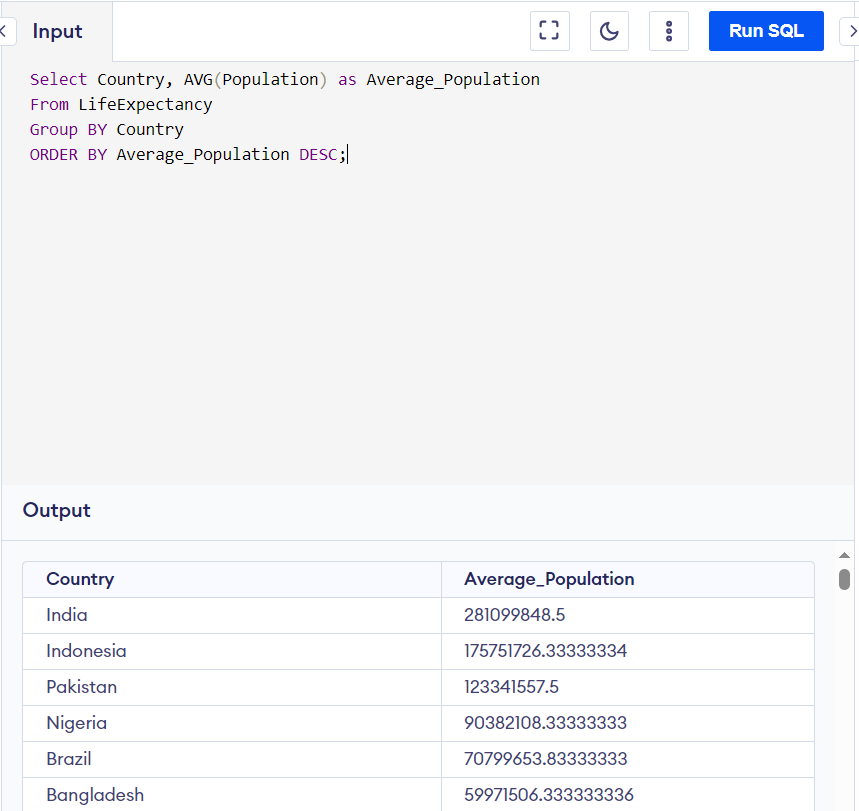 Input
Run SQL
Select Country, AVG(Population) as Average_Population
From LifeExpectancy
Group BY Country
ORDER BY Average_Population DESC;
Output
Country Average_Population
India 281099848.5
Indonesia 175751726.33333334
Pakistan 123341557.5
Nigeria 90382108.33333333
Brazil 70799653.83333333
Bangladesh 59971506.333333336